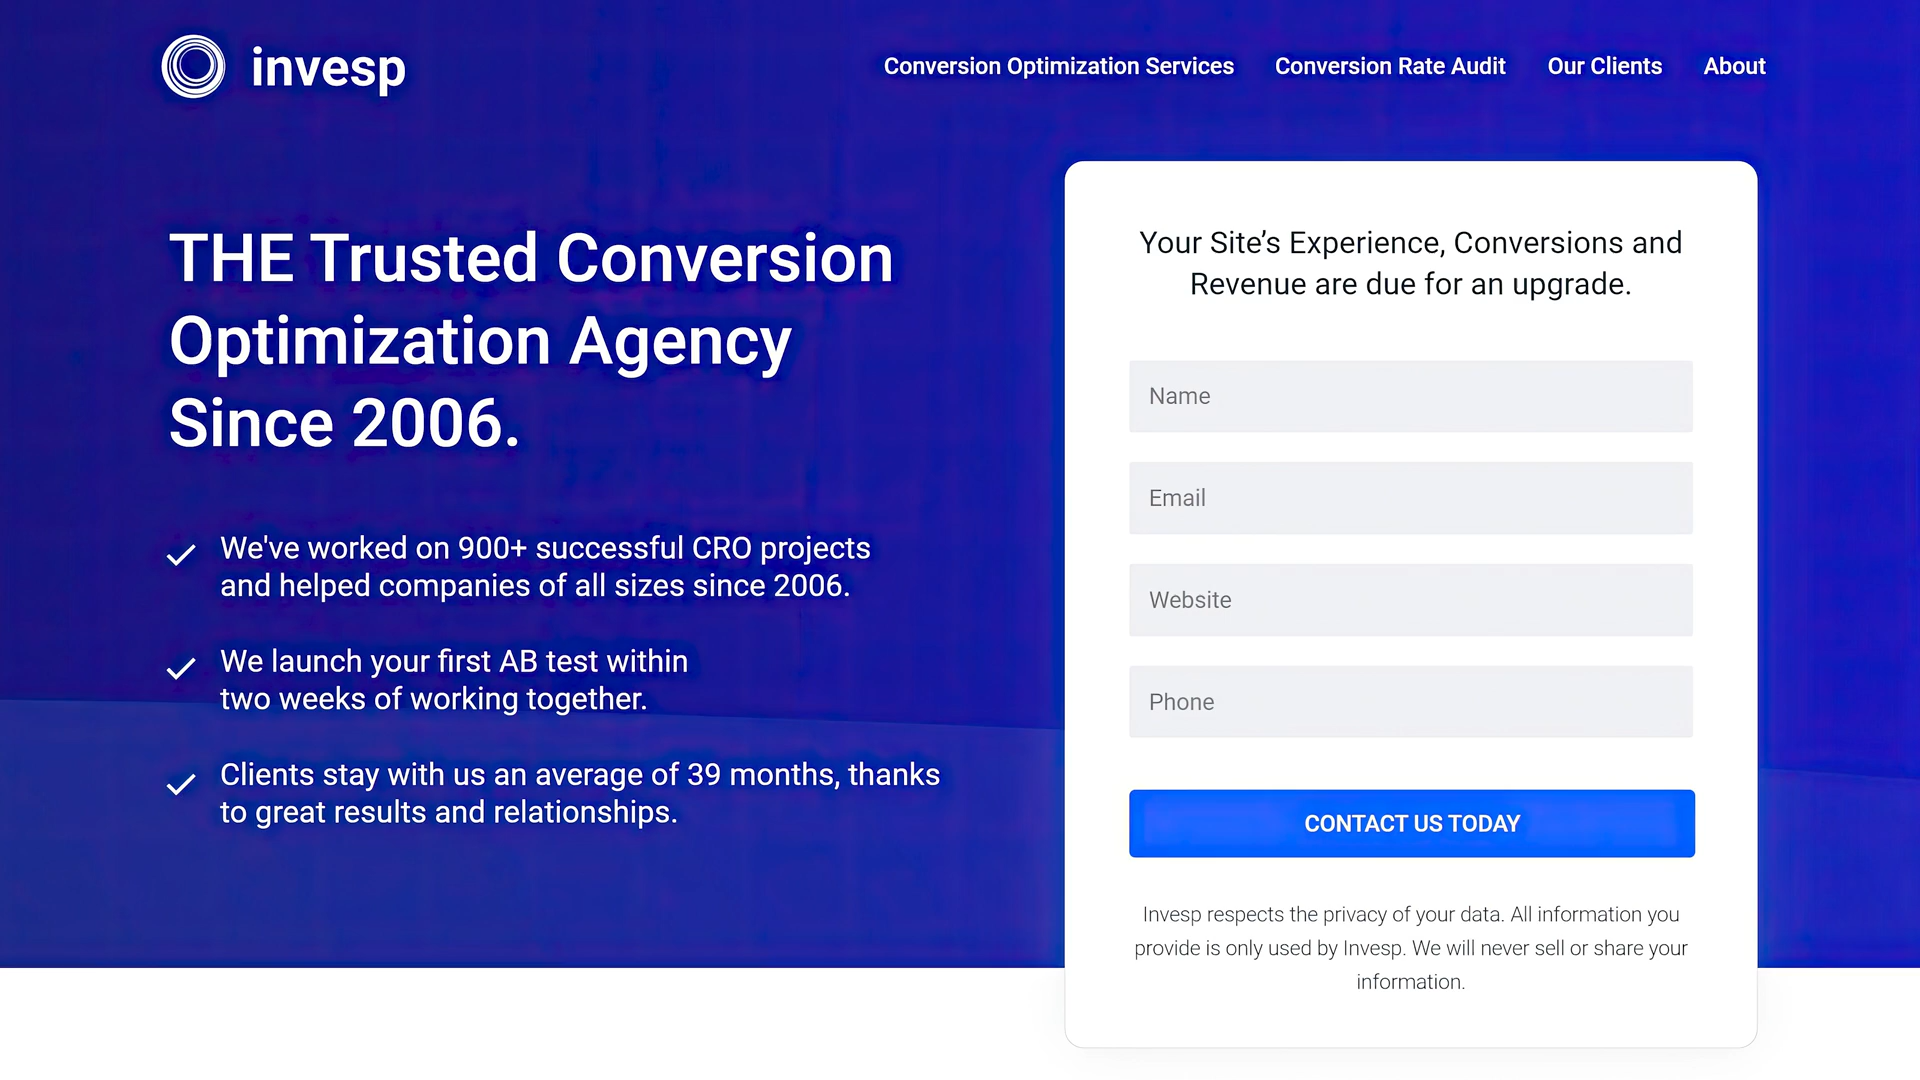 invesp
Conversion Optimization Services
Conversion Rate Audit
Our Clients
About
THE Trusted Conversion
Optimization Agency
Since 2006.
We've worked on 900+ successful CRO projects
and helped companies of all sizes since 2006.
We launch your first AB test within
two weeks of working together.
Clients stay with us an average of 39 months, thanks
to great results and relationships.
Your Site’s Experience, Conversions and
Revenue are due for an upgrade.
Name
Email
Website
Phone
CONTACT US TODAY
Invesp respects the privacy of your data. All information you
provide is only used by Invesp. We will never sell or share your
information.